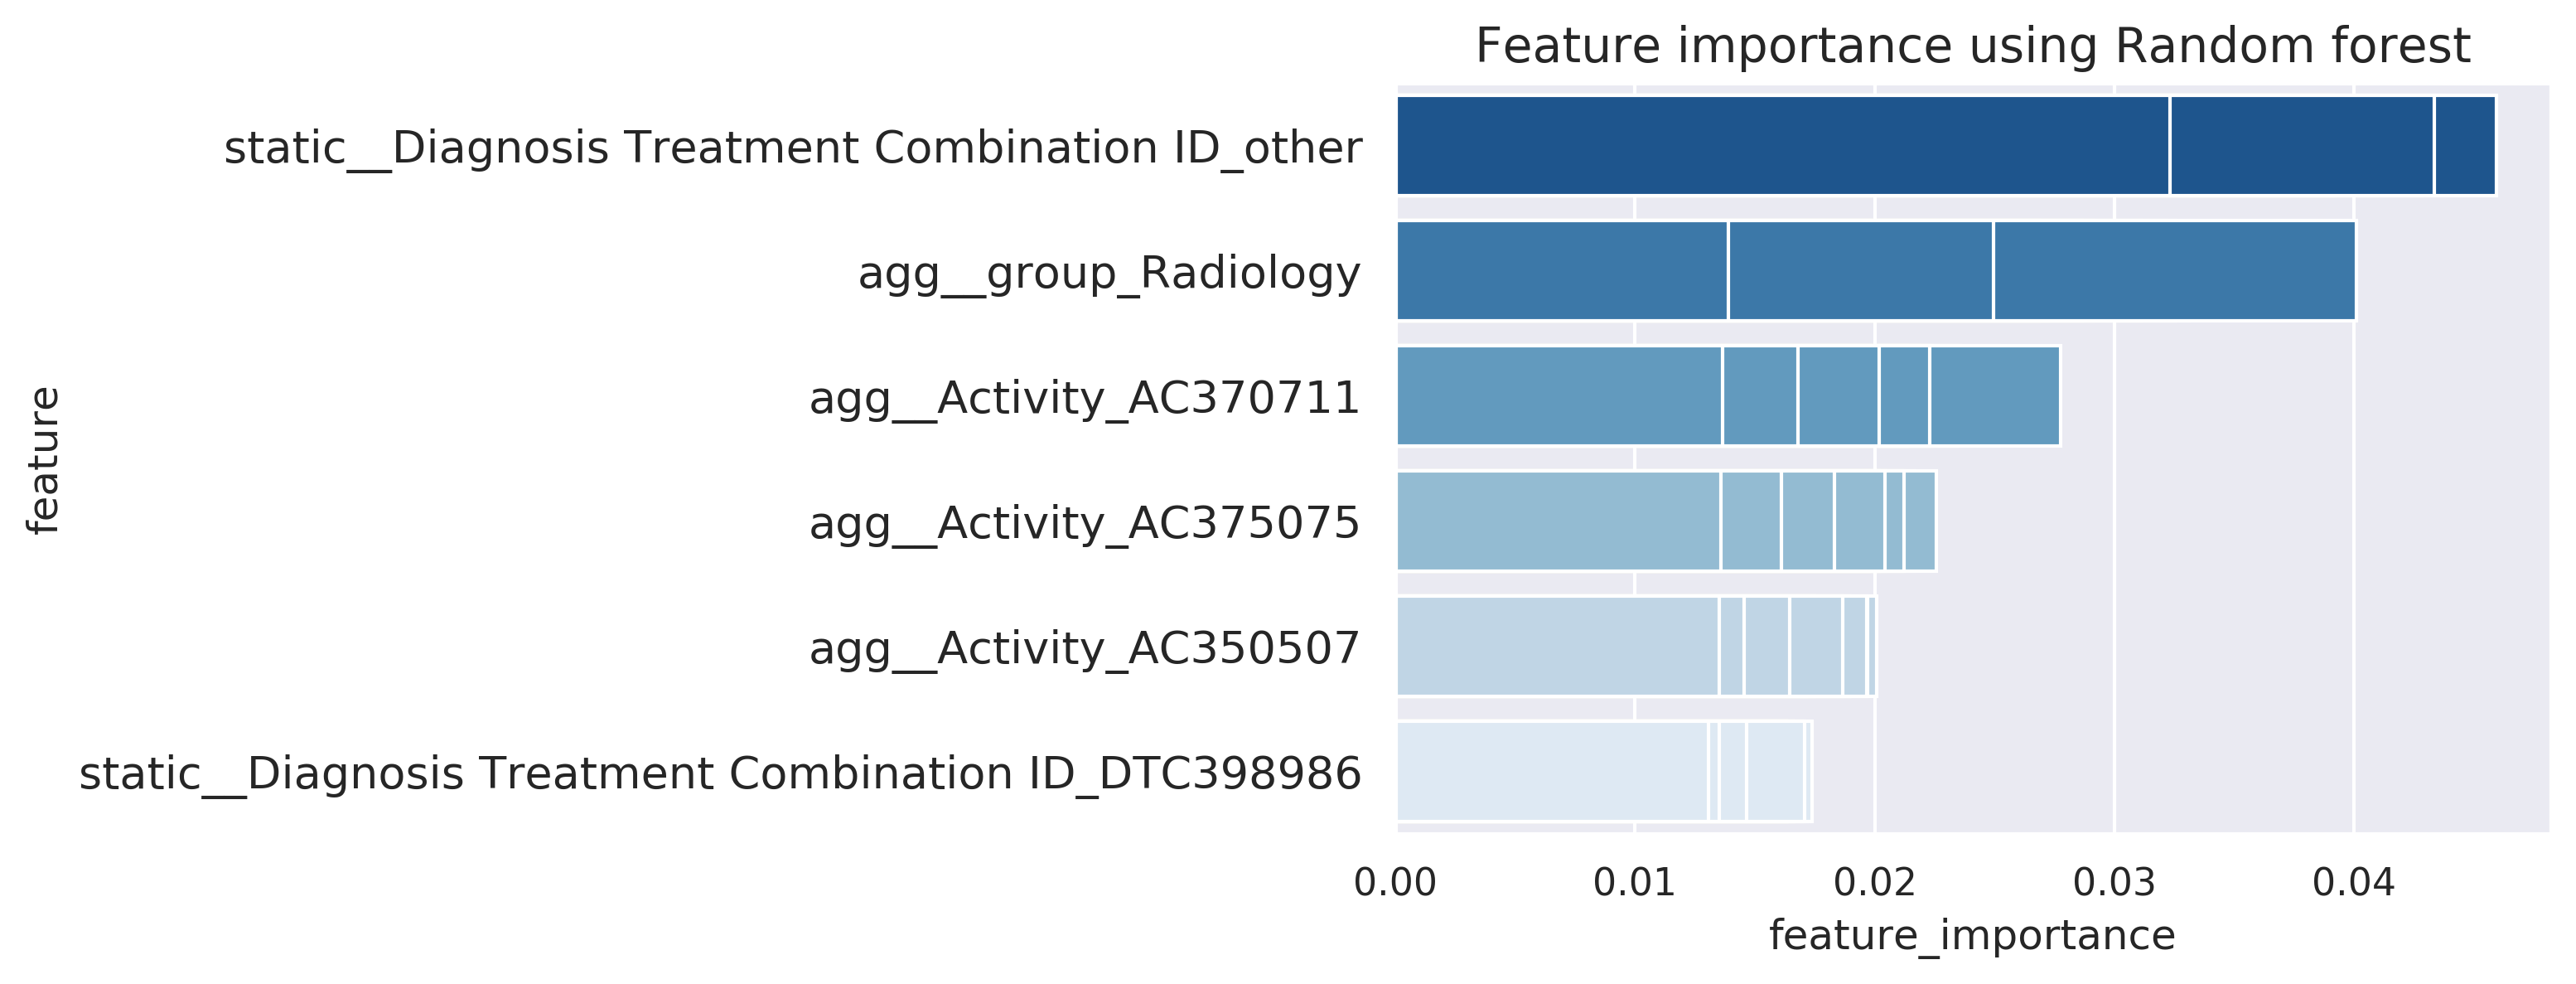 Feature importance using Random forest
static__Diagnosis Treatment Combination ID_other
agg__group_Radiology
agg__Activity_AC370711
agg__Activity_AC375075
agg__Activity_AC350507
static__Diagnosis Treatment Combination ID_DTC398986
feature
0.00 0.01 0.02 0.03 0.04
feature_importance